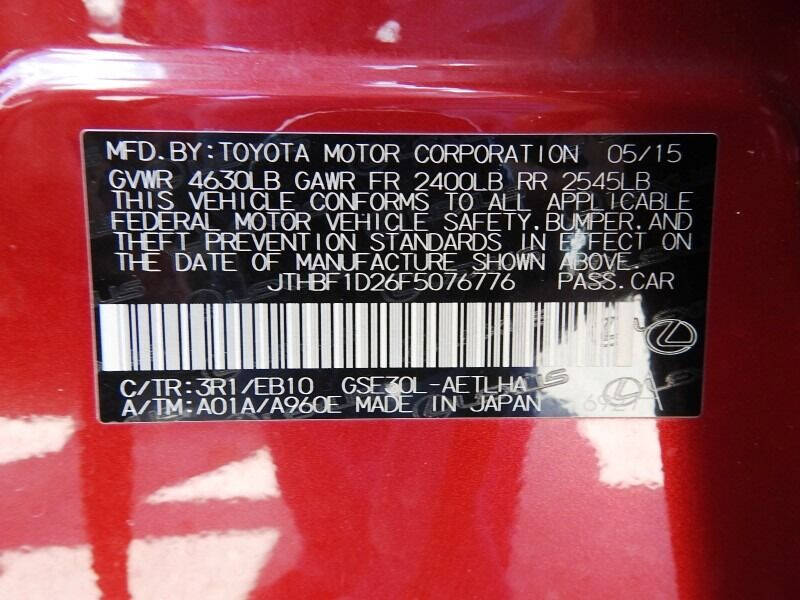 MFD. BY: TOYOTA MOTOR CORPORATION 05/15
GVWR 4630LB GAWR FR 2400LB RR 2545LB
THIS VEHICLE CONFORMS TO ALL APPLICABLE
FEDERAL MOTOR VEHICLE SAFETY, BUMPER, AND
THEFT PREVENTION STANDARDS IN EFFECT ON
THE DATE OF MANUFACTURE SHOWN ABOVE.
JTHBF1D26F5076776 PASS. CAR
C/TR: 3R1/EB10 GSE30L-AETLHA
A/TM: A01A/A960E MADE IN JAPAN